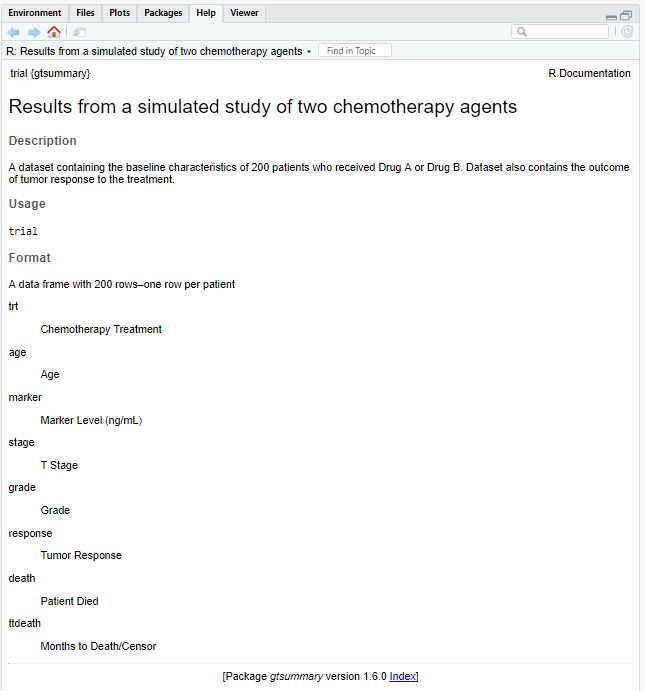 Environment Files Plots Packages Help Viewer
R: Results from a simulated study of two chemotherapy agents Find in Topic
trial {gtsummary} R Documentation
Results from a simulated study of two chemotherapy agents
Description
A dataset containing the baseline characteristics of 200 patients who received Drug A or Drug B. Dataset also contains the outcome
of tumor response to the treatment.
Usage
trial
Format
A data frame with 200 rows–one row per patient
trt
Chemotherapy Treatment
age
Age
marker
Marker Level (ng/mL)
stage
T Stage
grade
Grade
response
Tumor Response
death
Patient Died
ttdeath
Months to Death/Censor
[Package gtsummary version 1.6.0 Index]